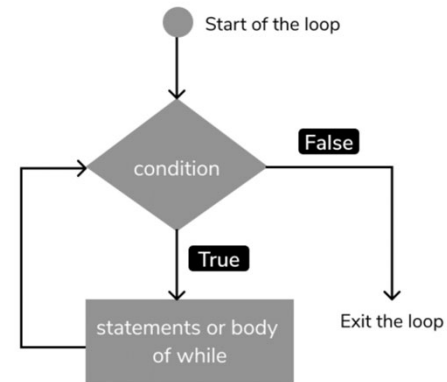 Start of the loop
condition
False
True
statements or body
of while
Exit the loop